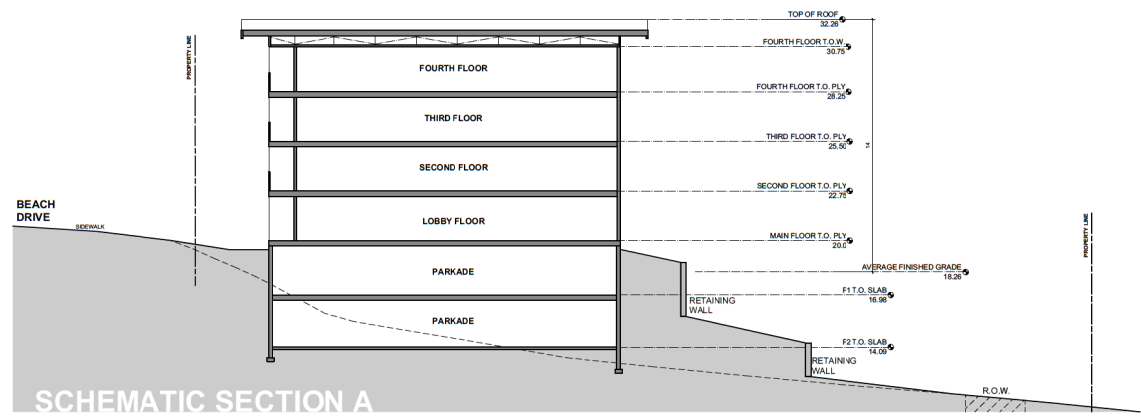 TOP OF ROOF
32.26
FOURTH FLOOR T.O.W.
30.75
PROPERTY LINE
FOURTH FLOOR
FOURTH FLOOR T.O. PLY
28.25
THIRD FLOOR
THIRD FLOOR T.O. PLY
25.50
14
SECOND FLOOR
SECOND FLOOR T.O. PLY
22.75
BEACH
DRIVE
SIDEWALK
LOBBY FLOOR
MAIN FLOOR T.O. PLY
20.0
PROPERTY LINE
PARKADE
AVERAGE FINISHED GRADE
18.26
P1 T.O. SLAB
16.98
RETAINING
WALL
PARKADE
P2 T.O. SLAB
14.09
RETAINING
WALL
R.O.W.
SCHEMATIC SECTION A